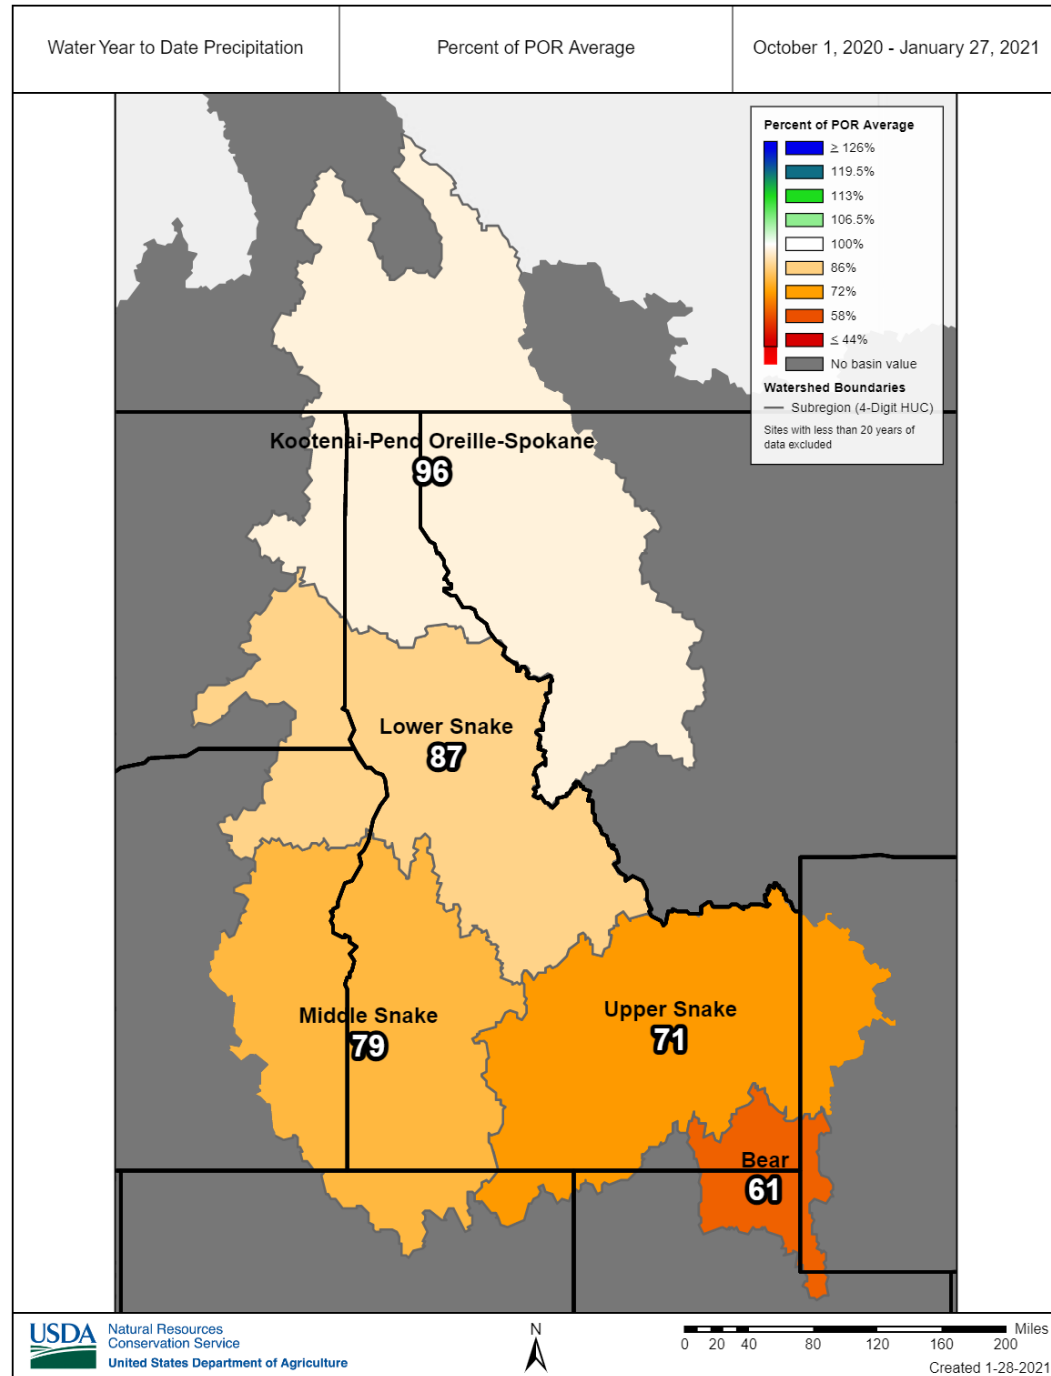 Water Year to Date Precipitation
Percent of POR Average
October 1, 2020 - January 27, 2021
Percent of POR Average
≥ 126%
119.5%
113%
106.5%
100%
86%
72%
58%
≤ 44%
No basin value
Watershed Boundaries
Subregion (4-Digit HUC)
Sites with less than 20 years of
data excluded
Kootenai-Pend Oreille-Spokane
96
Lower Snake
87
Middle Snake
79
Upper Snake
71
Bear
61
USDA
Natural Resources
Conservation Service
United States Department of Agriculture
N
Miles
0 20 40 80 120 160 200
Created 1-28-2021